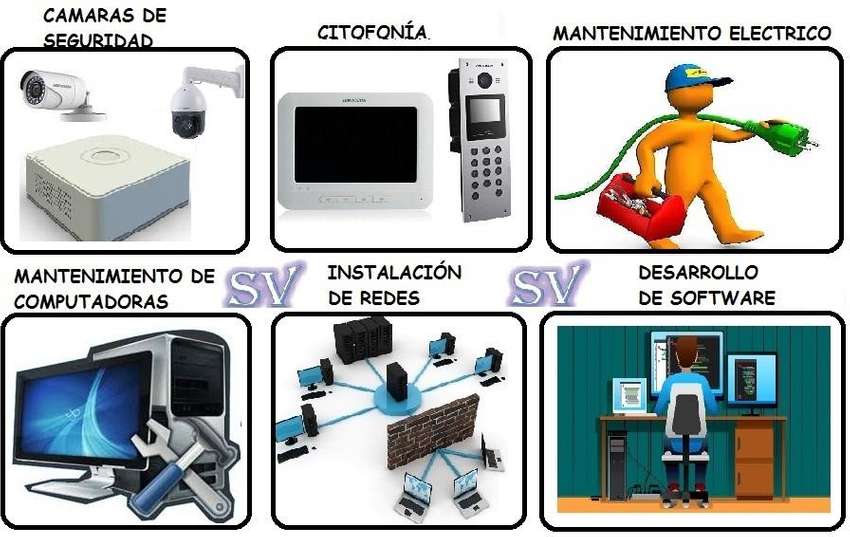 CAMARAS DE
SEGURIDAD
CITOFONÍA.
MANTENIMIENTO ELECTRICO
MANTENIMIENTO DE
COMPUTADORAS
SV
INSTALACIÓN
DE REDES
SV
DESARROLLO
DE SOFTWARE